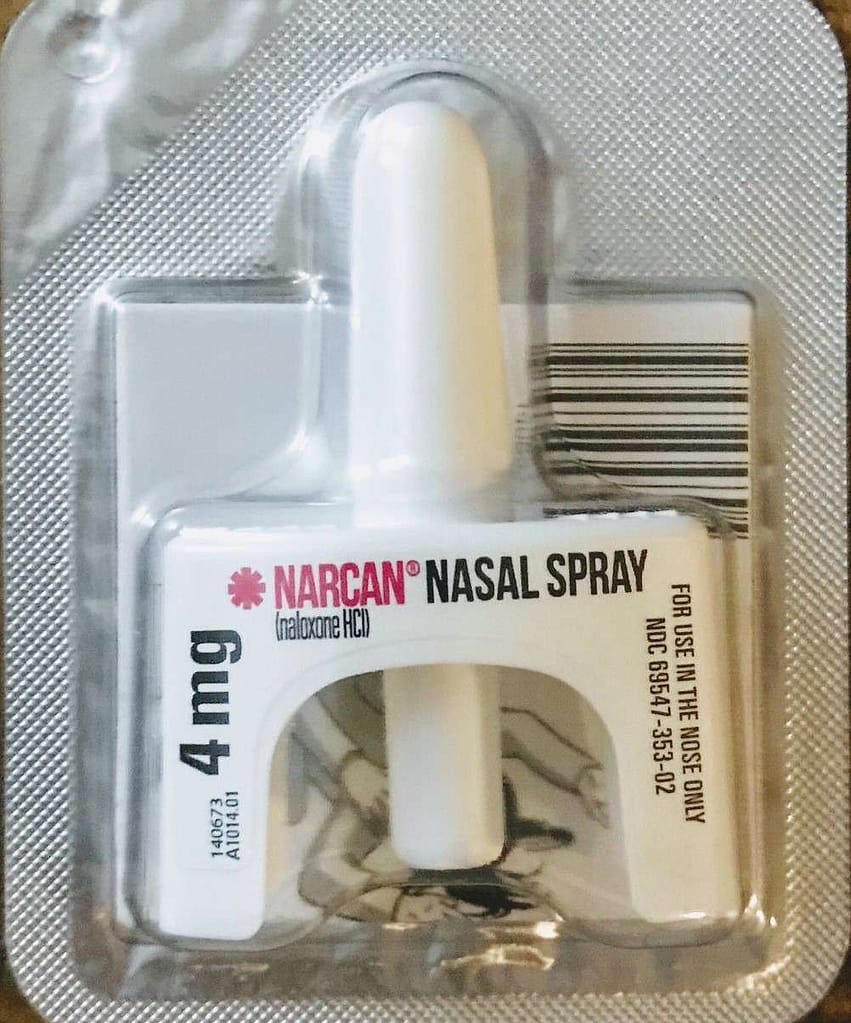 NARCAN® NASAL SPRAY
(naloxone HCl)
4 mg
140673
A1014.01
FOR USE IN THE NOSE ONLY
NDC 69547-353-02